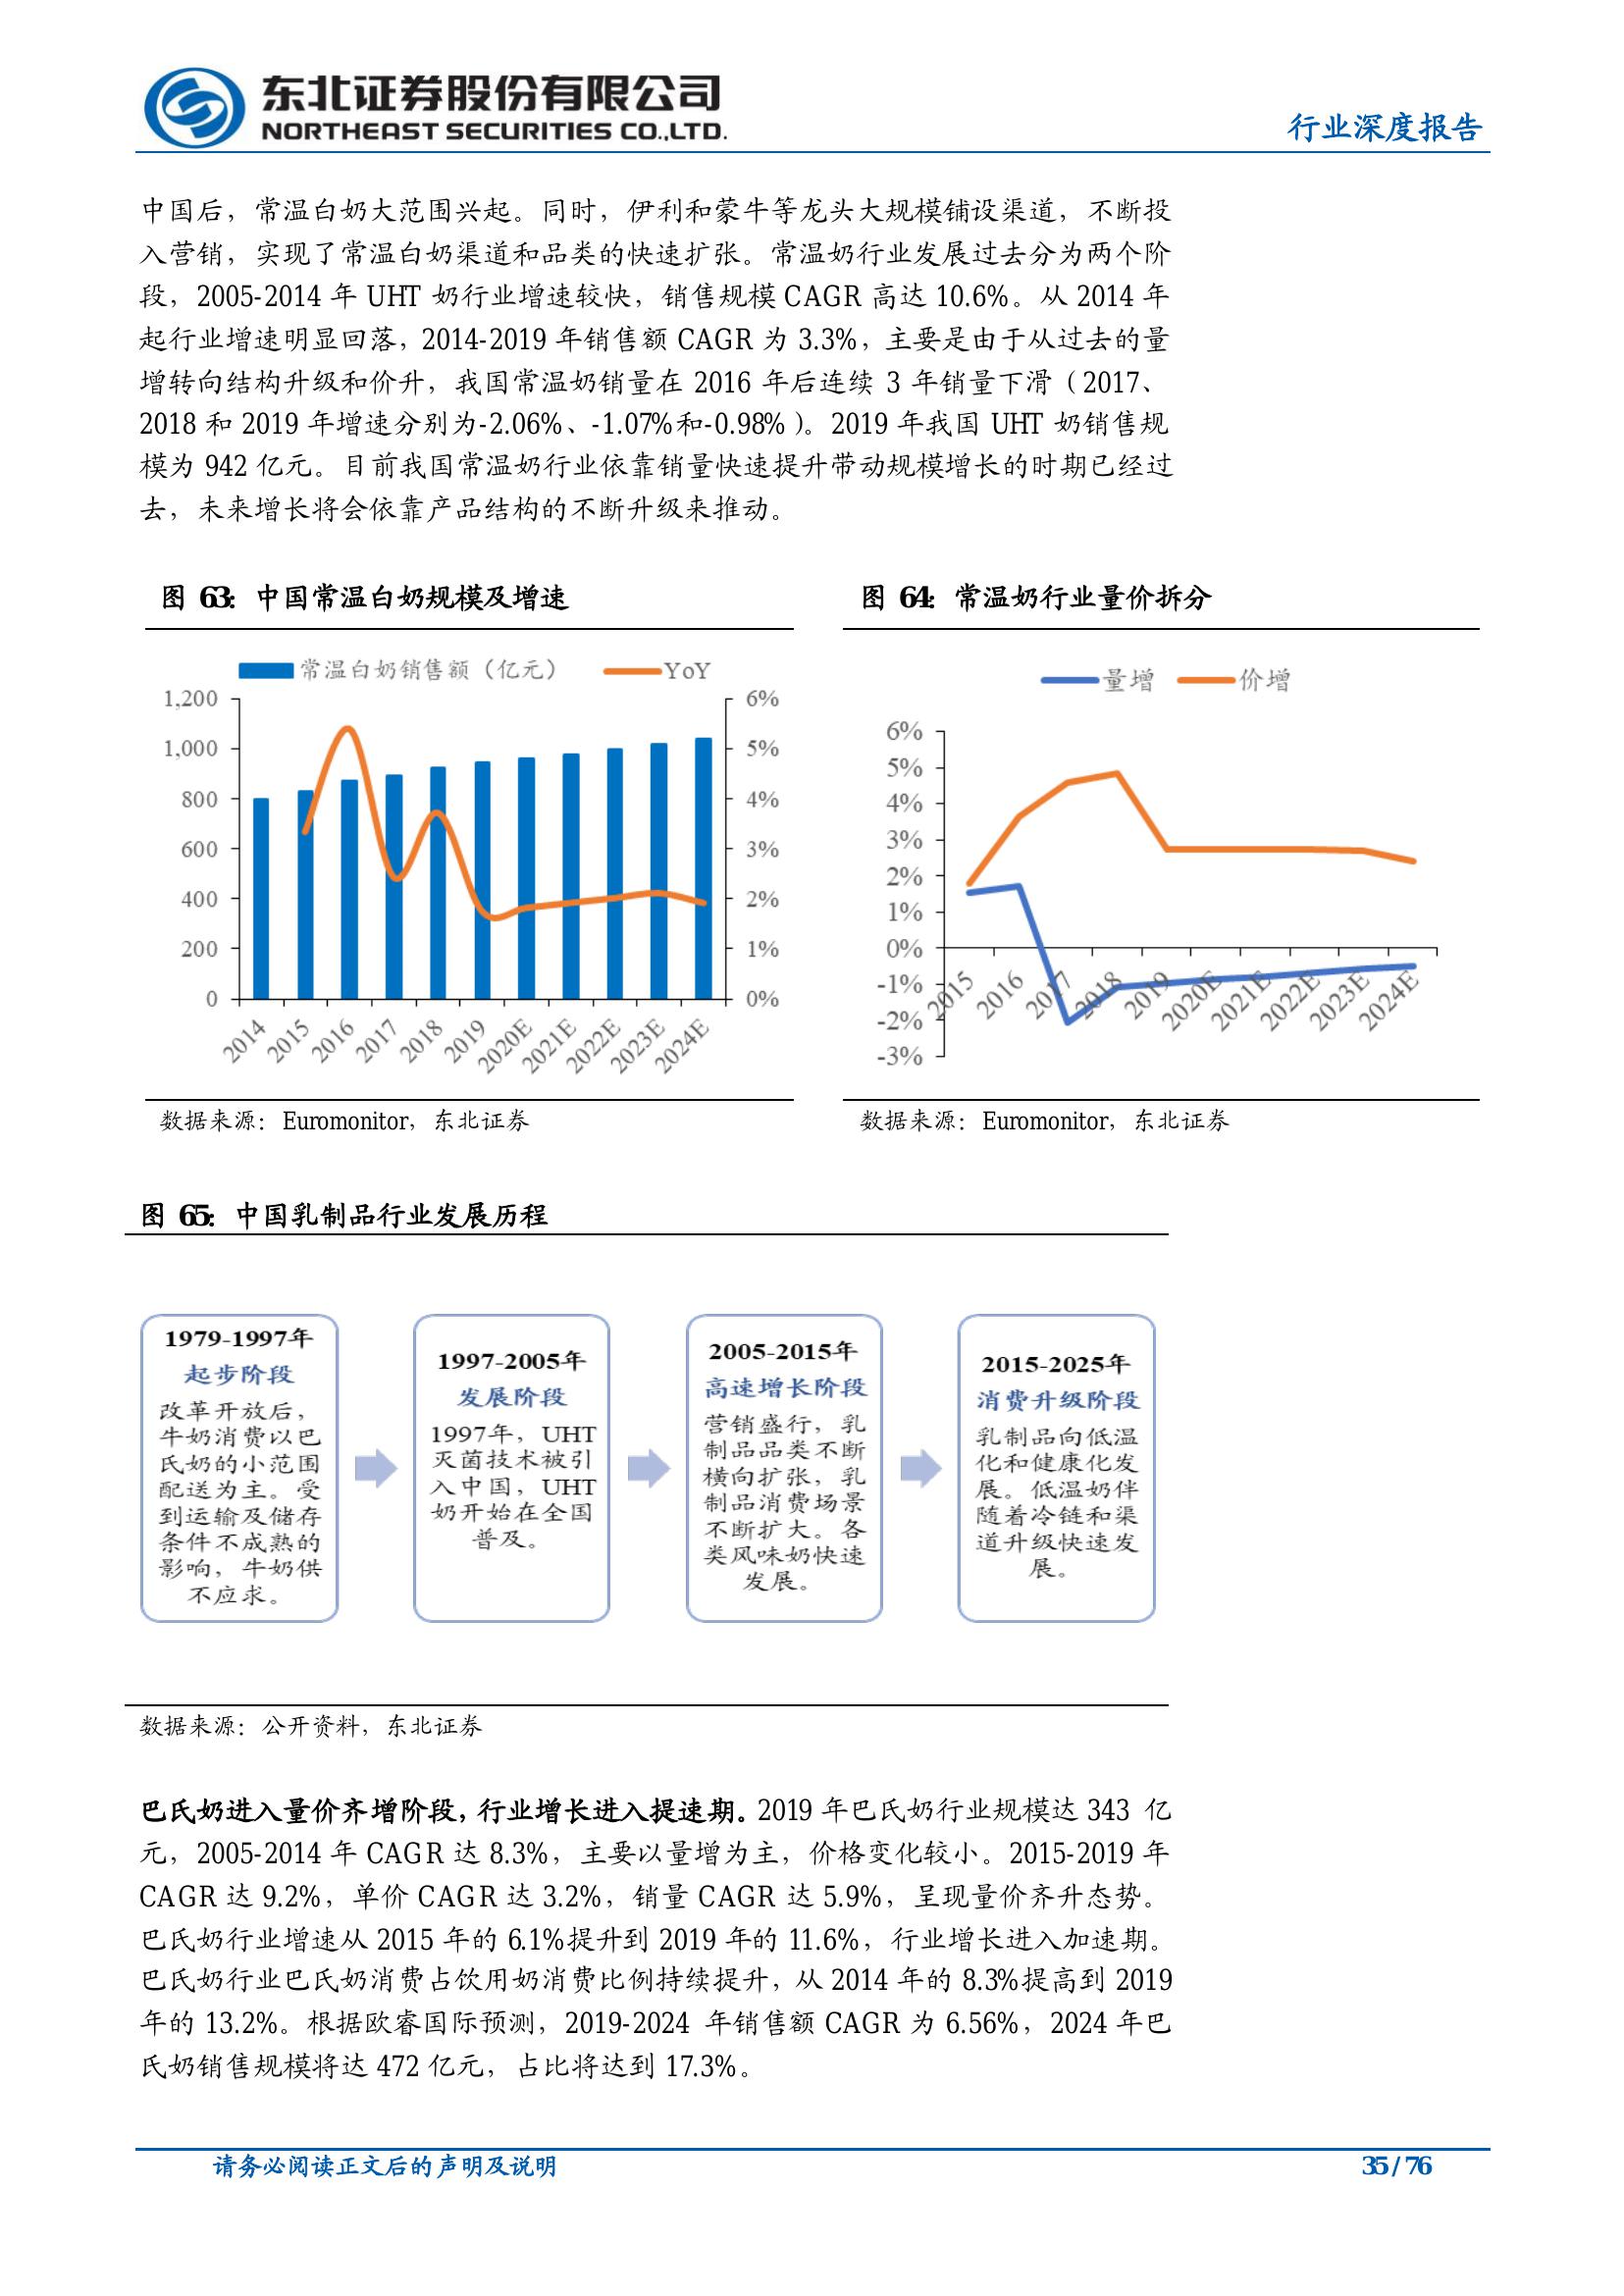 东北证券股份有限公司
NORTHEAST SECURITIES CO.,LTD.
行业深度报告
中国后，常温白奶大范围兴起。同时，伊利和蒙牛等龙头大规模铺设渠道，不断投
入营销，实现了常温白奶渠道和品类的快速扩张。常温奶行业发展过去分为两个阶
段，2005-2014 年 UHT 奶行业增速较快，销售规模 CAGR 高达 10.6%。从 2014 年
起行业增速明显回落，2014-2019 年销售额 CAGR 为 3.3%，主要是由于从过去的量
增转向结构升级和价升，我国常温奶销量在 2016 年后连续 3 年销量下滑（2017、
2018 和 2019 年增速分别为-2.06%、-1.07%和-0.98%）。2019 年我国 UHT 奶销售规
模为 942 亿元。目前我国常温奶行业依靠销量快速提升带动规模增长的时期已经过
去，未来增长将会依靠产品结构的不断升级来推动。
图 63：中国常温白奶规模及增速
常温白奶销售额（亿元） YoY
1,200
1,000
800
600
400
200
0
6%
5%
4%
3%
2%
1%
0%
2014 2015 2016 2017 2018 2019 2020E 2021E 2022E 2023E 2024E
数据来源：Euromonitor，东北证券
图 64：常温奶行业量价拆分
量增 价增
6%
5%
4%
3%
2%
1%
0%
-1%
-2%
-3%
2015 2016 2017 2018 2019 2020E 2021E 2022E 2023E 2024E
数据来源：Euromonitor，东北证券
图 65：中国乳制品行业发展历程
1979-1997年
起步阶段
改革开放后，
牛奶消费以巴
氏奶的小范围
配送为主。受
到运输及储存
条件不成熟的
影响，牛奶供
不应求。
1997-2005年
发展阶段
1997年，UHT
灭菌技术被引
入中国，UHT
奶开始在全国
普及。
2005-2015年
高速增长阶段
营销盛行，乳
制品品类不断
横向扩张，乳
制品消费场景
不断扩大。各
类风味奶快速
发展。
2015-2025年
消费升级阶段
乳制品向低温
化和健康化发
展。低温奶伴
随着冷链和渠
道升级快速发
展。
数据来源：公开资料，东北证券
巴氏奶进入量价齐增阶段，行业增长进入提速期。2019 年巴氏奶行业规模达 343 亿
元，2005-2014 年 CAGR 达 8.3%，主要以量增为主，价格变化较小。2015-2019 年
CAGR 达 9.2%，单价 CAGR 达 3.2%，销量 CAGR 达 5.9%，呈现量价齐升态势。
巴氏奶行业增速从 2015 年的 6.1%提升到 2019 年的 11.6%，行业增长进入加速期。
巴氏奶行业巴氏奶消费占饮用奶消费比例持续提升，从 2014 年的 8.3%提高到 2019
年的 13.2%。根据欧睿国际预测，2019-2024 年销售额 CAGR 为 6.56%，2024 年巴
氏奶销售规模将达 472 亿元，占比将达到 17.3%。
请务必阅读正文后的声明及说明
35 / 76